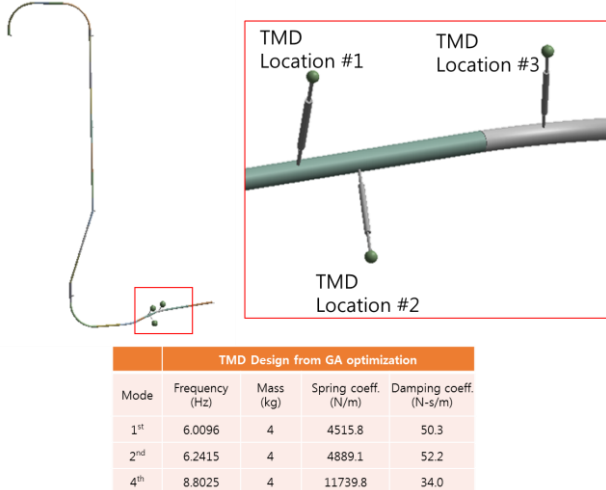 TMD
Location #1
TMD
Location #3
TMD
Location #2
TMD Design from GA optimization
Mode Frequency (Hz) Mass (kg) Spring coeff. (N/m) Damping coeff. (N-s/m)
1st 6.0096 4 4515.8 50.3
2nd 6.2415 4 4889.1 52.2
4th 8.8025 4 11739.8 34.0